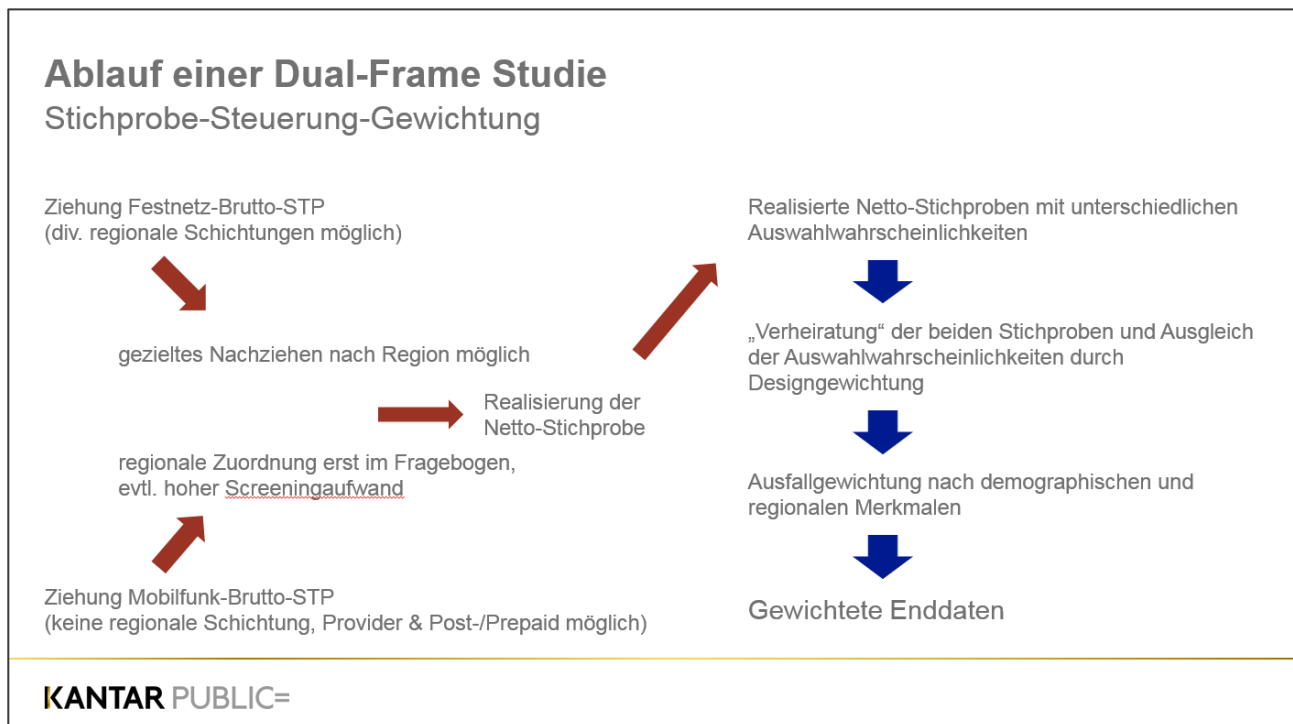 Ablauf einer Dual-Frame Studie
Stichprobe-Steuerung-Gewichtung
Ziehung Festnetz-Brutto-STP
(div. regionale Schichtungen möglich)
gezieltes Nachziehen nach Region möglich
Realisierung der
Netto-Stichprobe
regionale Zuordnung erst im Fragebogen,
evtl. hoher Screeningaufwand
Ziehung Mobilfunk-Brutto-STP
(keine regionale Schichtung, Provider & Post-/Prepaid möglich)
Realisierte Netto-Stichproben mit unterschiedlichen
Auswahlwahrscheinlichkeiten
„Verheiratung“ der beiden Stichproben und Ausgleich
der Auswahlwahrscheinlichkeiten durch
Designgewichtung
Ausfallgewichtung nach demographischen und
regionalen Merkmalen
Gewichtete Enddaten
KANTAR PUBLIC=